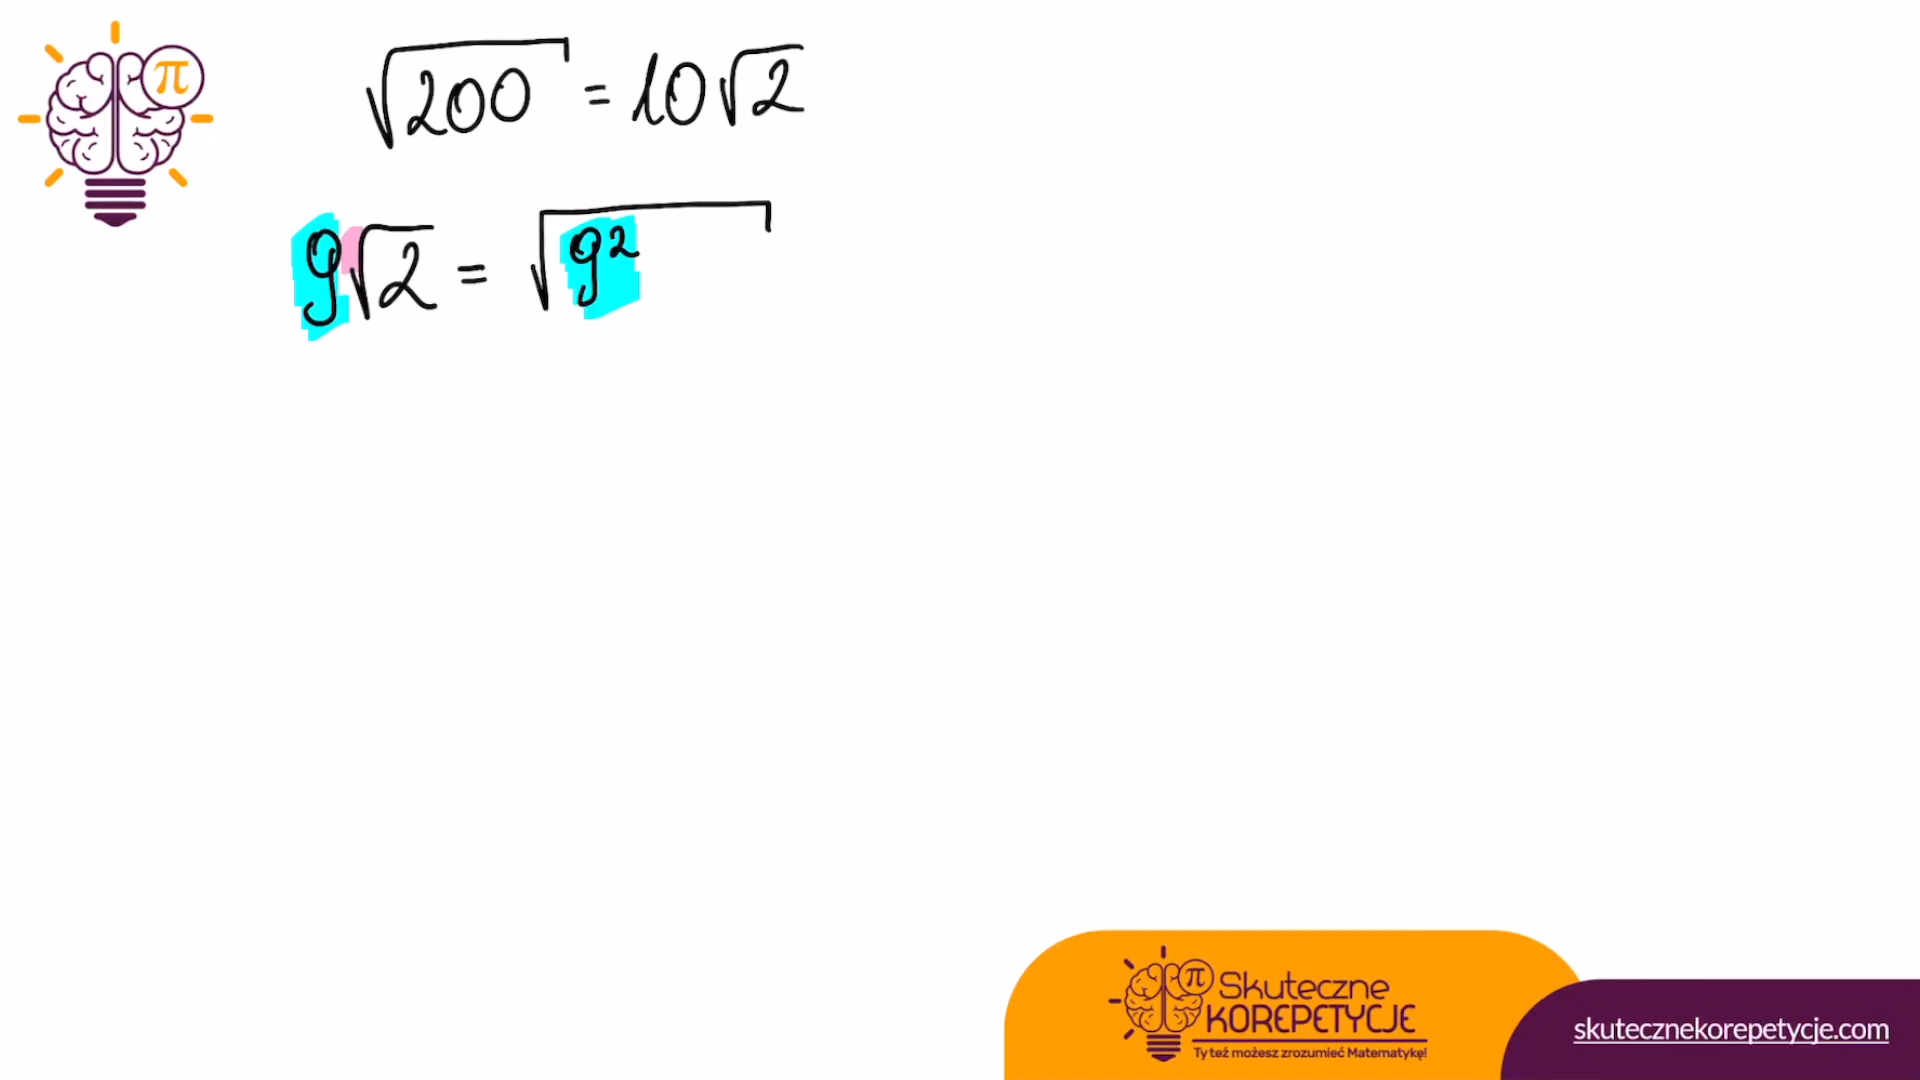 π
√200 = 10√2
9√2 = √9²
π
Skuteczne
KOREPETYCJE
Ty też możesz zrozumieć Matematykę!
skutecznekorepetycje.com